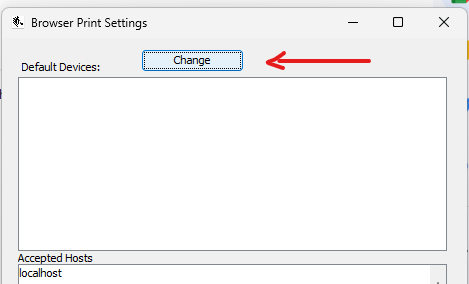 Browser Print Settings
Change
Default Devices:
Accepted Hosts
localhost